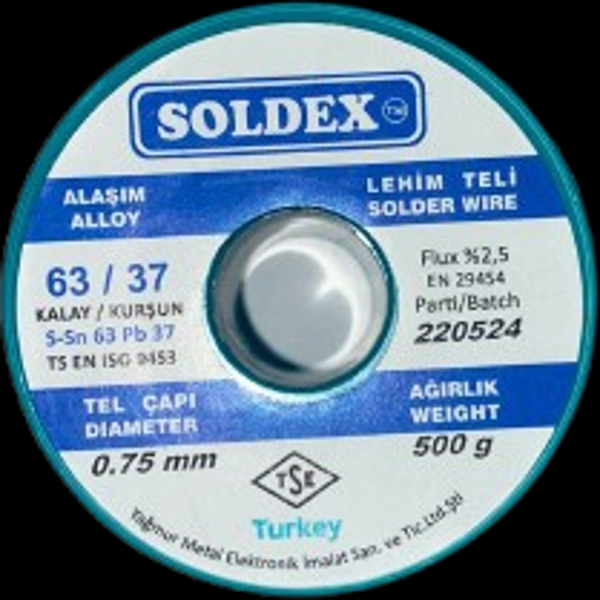 SOLDEX TM
ALAŞIM
ALLOY
LEHİM TELİ
SOLDER WIRE
63 / 37
KALAY / KURŞUN
S-Sn 63 Pb 37
TS EN ISO 9453
Flux %2,5
EN 29454
Parti/Batch
220524
TEL ÇAPI
DIAMETER
0.75 mm
AĞIRLIK
WEIGHT
500 g
TSE
Turkey
Yağmur Metal Elektronik İmalat San. ve Tic.Ltd.Şti